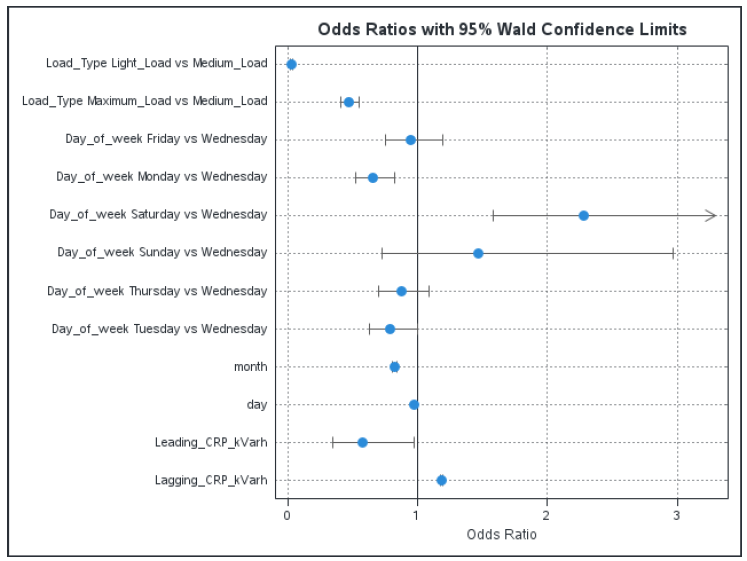 Odds Ratios with 95% Wald Confidence Limits
Load_Type Light_Load vs Medium_Load
Load_Type Maximum_Load vs Medium_Load
Day_of_week Friday vs Wednesday
Day_of_week Monday vs Wednesday
Day_of_week Saturday vs Wednesday
Day_of_week Sunday vs Wednesday
Day_of_week Thursday vs Wednesday
Day_of_week Tuesday vs Wednesday
month
day
Leading_CRP_kVarh
Lagging_CRP_kVarh
0 1 2 3
Odds Ratio